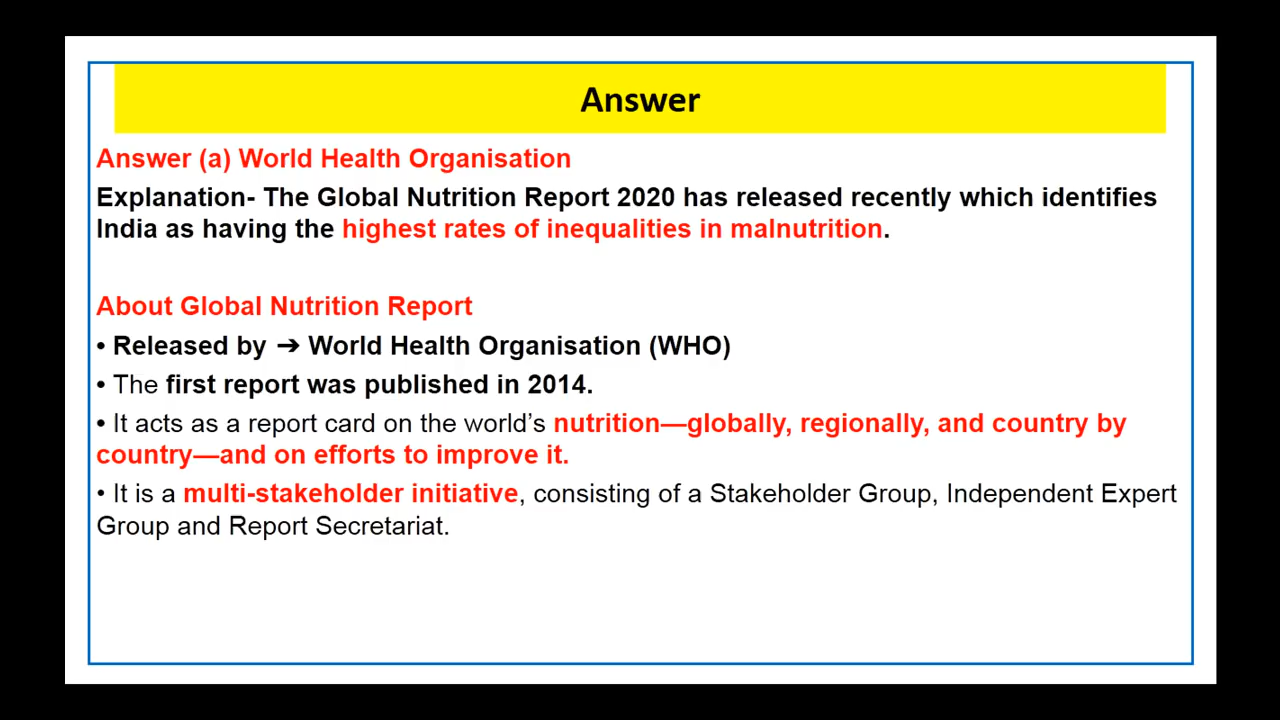 Answer
Answer (a) World Health Organisation
Explanation- The Global Nutrition Report 2020 has released recently which identifies
India as having the highest rates of inequalities in malnutrition.
About Global Nutrition Report
• Released by ➔ World Health Organisation (WHO)
• The first report was published in 2014.
• It acts as a report card on the world’s nutrition—globally, regionally, and country by
country—and on efforts to improve it.
• It is a multi-stakeholder initiative, consisting of a Stakeholder Group, Independent Expert
Group and Report Secretariat.